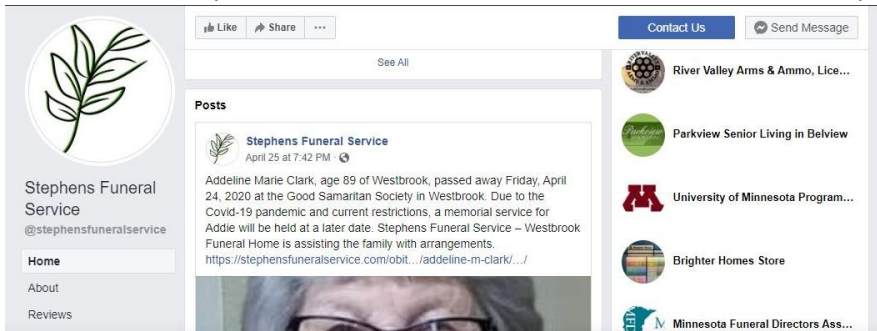 Like
Share
...
Contact Us
Send Message
See All
Posts
Stephens Funeral Service
April 25 at 7:42 PM ·
Addeline Marie Clark, age 89 of Westbrook, passed away Friday, April
24, 2020 at the Good Samaritan Society in Westbrook. Due to the
Covid-19 pandemic and current restrictions, a memorial service for
Addie will be held at a later date. Stephens Funeral Service – Westbrook
Funeral Home is assisting the family with arrangements.
https://stephensfuneralservice.com/obit.../addeline-m-clark/.../
Stephens Funeral
Service
@stephensfuneralservice
Home
About
Reviews
River Valley Arms & Ammo, Lice...
Parkview
Parkview Senior Living in Belview
M
University of Minnesota Program...
Brighter Homes Store
Minnesota Funeral Directors Ass...